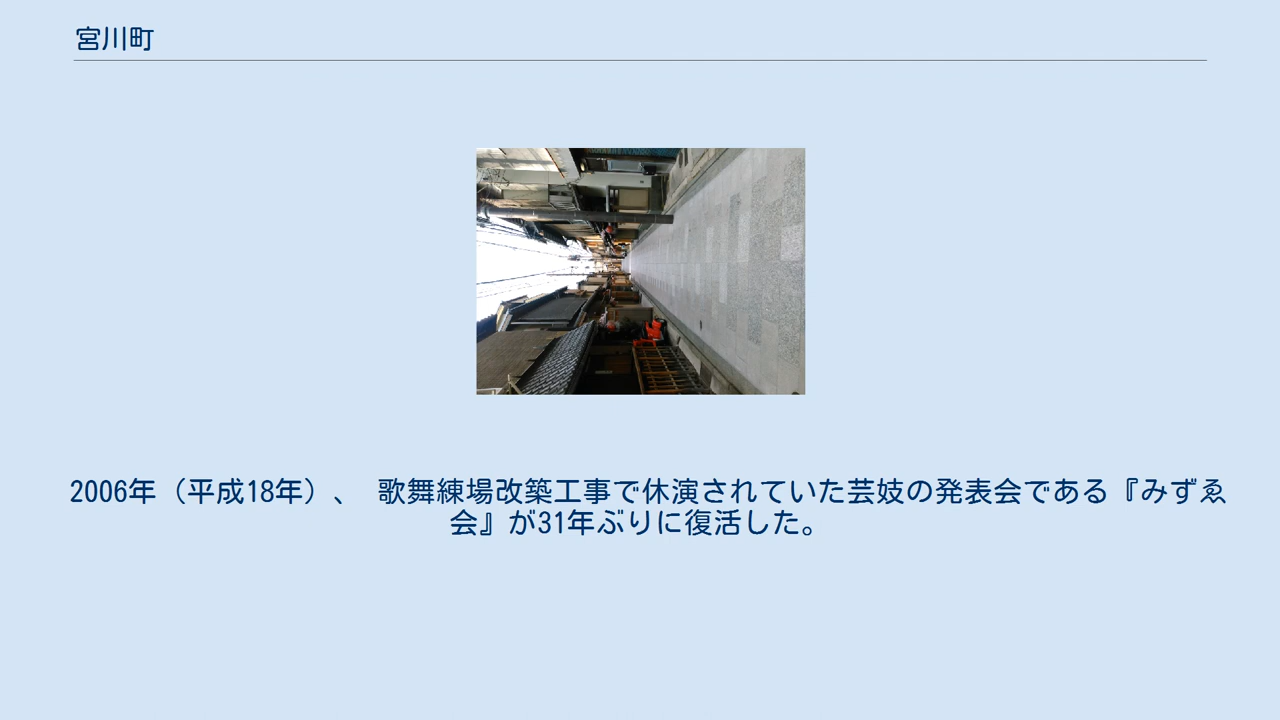 宮川町
2006年（平成18年）、 歌舞練場改築工事で休演されていた芸妓の発表会である『みずゑ
会』が31年ぶりに復活した。